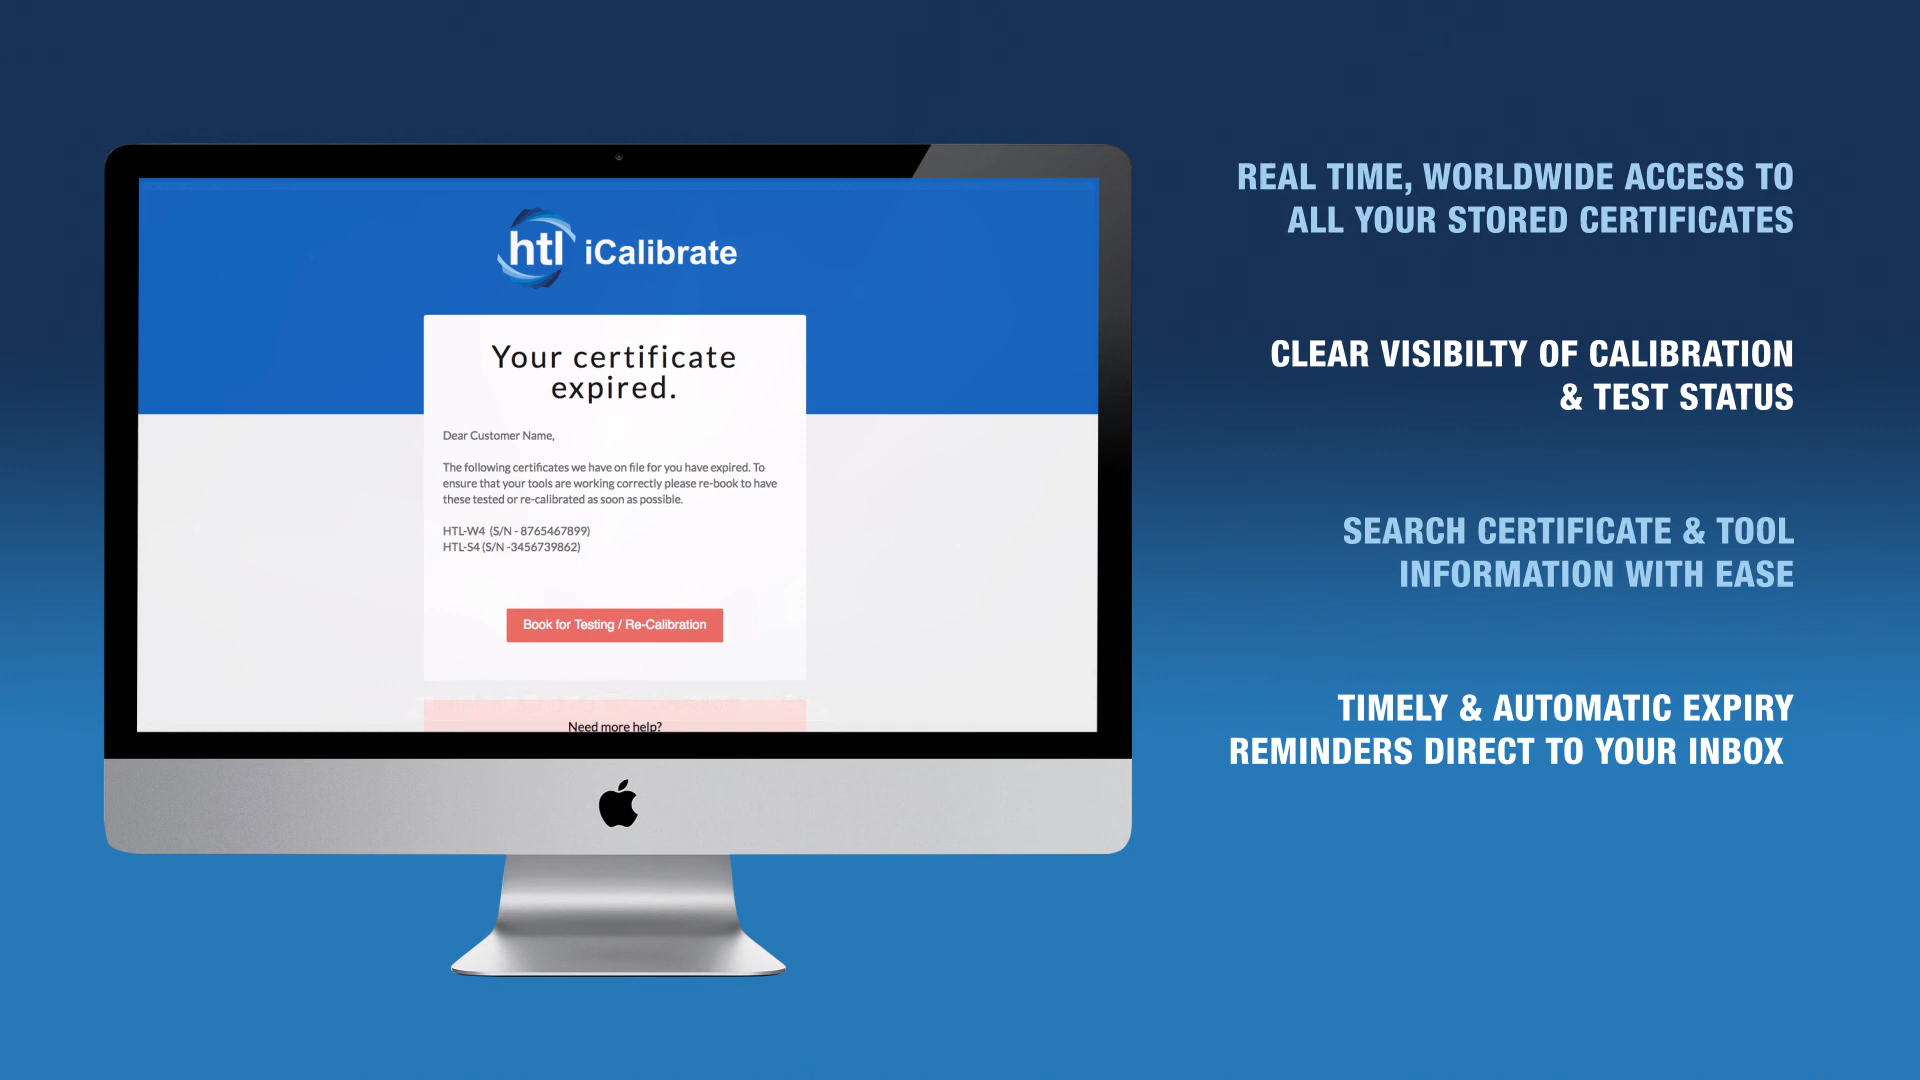 htl iCalibrate
Your certificate
expired.
Dear Customer Name,
The following certificates we have on file for you have expired. To
ensure that your tools are working correctly please re-book to have
these tested or re-calibrated as soon as possible.
HTL-W4 (S/N - 8765467899)
HTL-S4 (S/N -3456739862)
Book for Testing / Re-Calibration
Need more help?
REAL TIME, WORLDWIDE ACCESS TO
ALL YOUR STORED CERTIFICATES
CLEAR VISIBILTY OF CALIBRATION
& TEST STATUS
SEARCH CERTIFICATE & TOOL
INFORMATION WITH EASE
TIMELY & AUTOMATIC EXPIRY
REMINDERS DIRECT TO YOUR INBOX